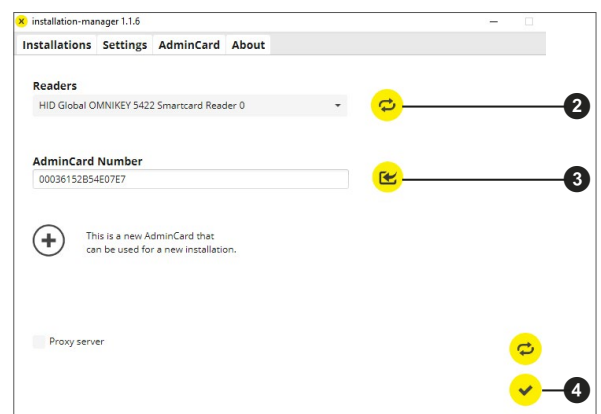 installation-manager 1.1.6
Installations Settings AdminCard About
Readers
HID Global OMNIKEY 5422 Smartcard Reader 0
2
AdminCard Number
00036152B54E07E7
3
This is a new AdminCard that
can be used for a new installation.
Proxy server
4